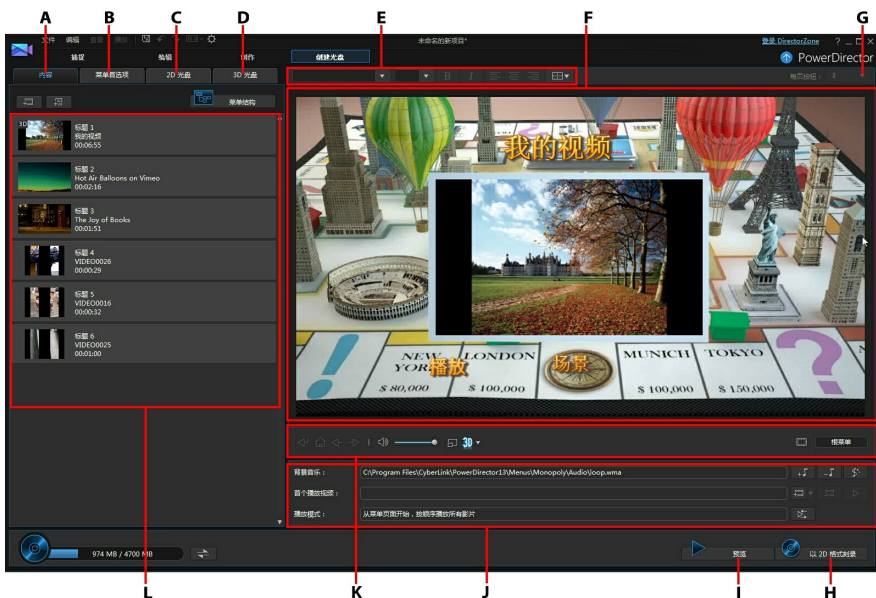 A B C D E F G
文件 编辑 查看 播放
未命名的新项目*
登录 DirectorZone ?
捕捉 编辑 制作 创建光盘
PowerDirector
内容 菜单首选项 2D 光盘 3D 光盘
B I
每页按钮： 3
菜单结构
3D
标题 1
我的视频
00:06:55
标题 2
Hot Air Balloons on Vimeo
00:02:16
标题 3
The Joy of Books
00:01:51
标题 4
VIDEO0026
00:00:29
标题 5
VIDEO0016
00:00:32
标题 6
VIDEO0025
00:01:00
我的视频
NEW YORK LONDON MUNICH TOKYO
播放 场景
$ 80,000 $ 100,000 $ 100,000 $ 150,000
3D 根菜单
背景音乐： C:\Program Files\CyberLink\PowerDirector13\Menus\Monopoly\Audio\loop.wma
首个播放视频：
播放模式： 从菜单页面开始，按顺序播放所有影片
974 MB / 4700 MB
预览 以 2D 格式刻录
L K J I H